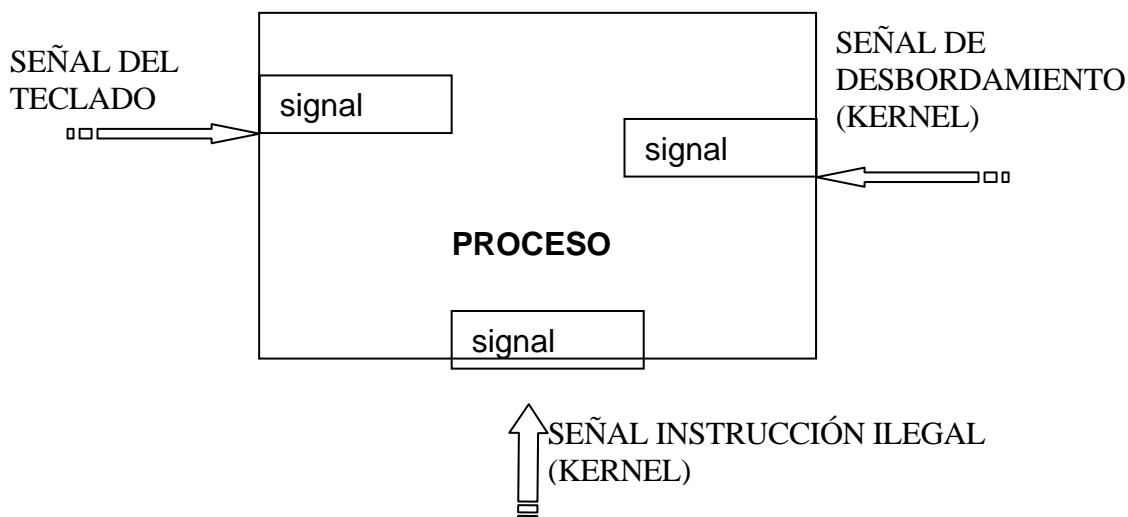 SEÑAL DEL
TECLADO
signal
SEÑAL DE
DESBORDAMIENTO
(KERNEL)
signal
PROCESO
signal
SEÑAL INSTRUCCIÓN ILEGAL
(KERNEL)